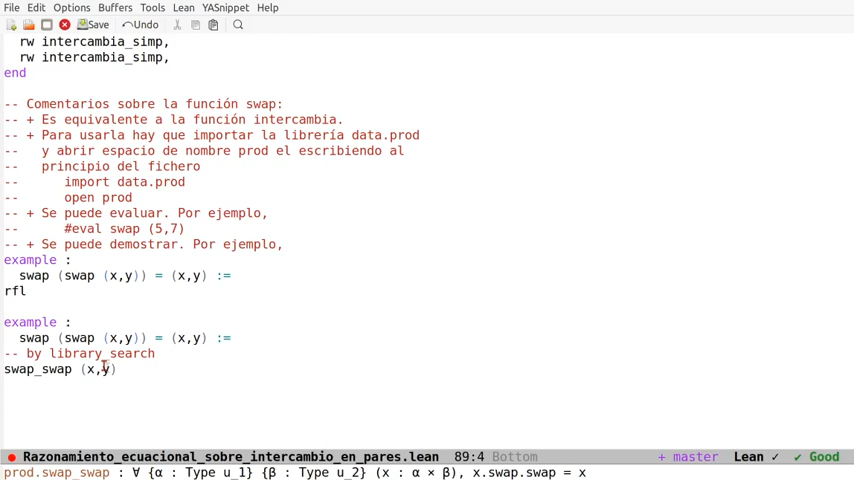 File Edit Options Buffers Tools Lean YASnippet Help
Save Undo
rw intercambia_simp,
rw intercambia_simp,
end
-- Comentarios sobre la función swap:
-- + Es equivalente a la función intercambia.
-- + Para usarla hay que importar la librería data.prod
--   y abrir espacio de nombre prod el escribiendo al
--   principio del fichero
--      import data.prod
--      open prod
-- + Se puede evaluar. Por ejemplo,
--      #eval swap (5,7)
-- + Se puede demostrar. Por ejemplo,
example :
  swap (swap (x,y)) = (x,y) :=
rfl
example :
  swap (swap (x,y)) = (x,y) :=
-- by library_search
swap_swap (x,y)
Razonamiento_ecuacional_sobre_intercambio_en_pares.lean 89:4 Bottom + master Lean ✓ ✔ Good
prod.swap_swap : ∀ {α : Type u_1} {β : Type u_2} (x : α × β), x.swap.swap = x